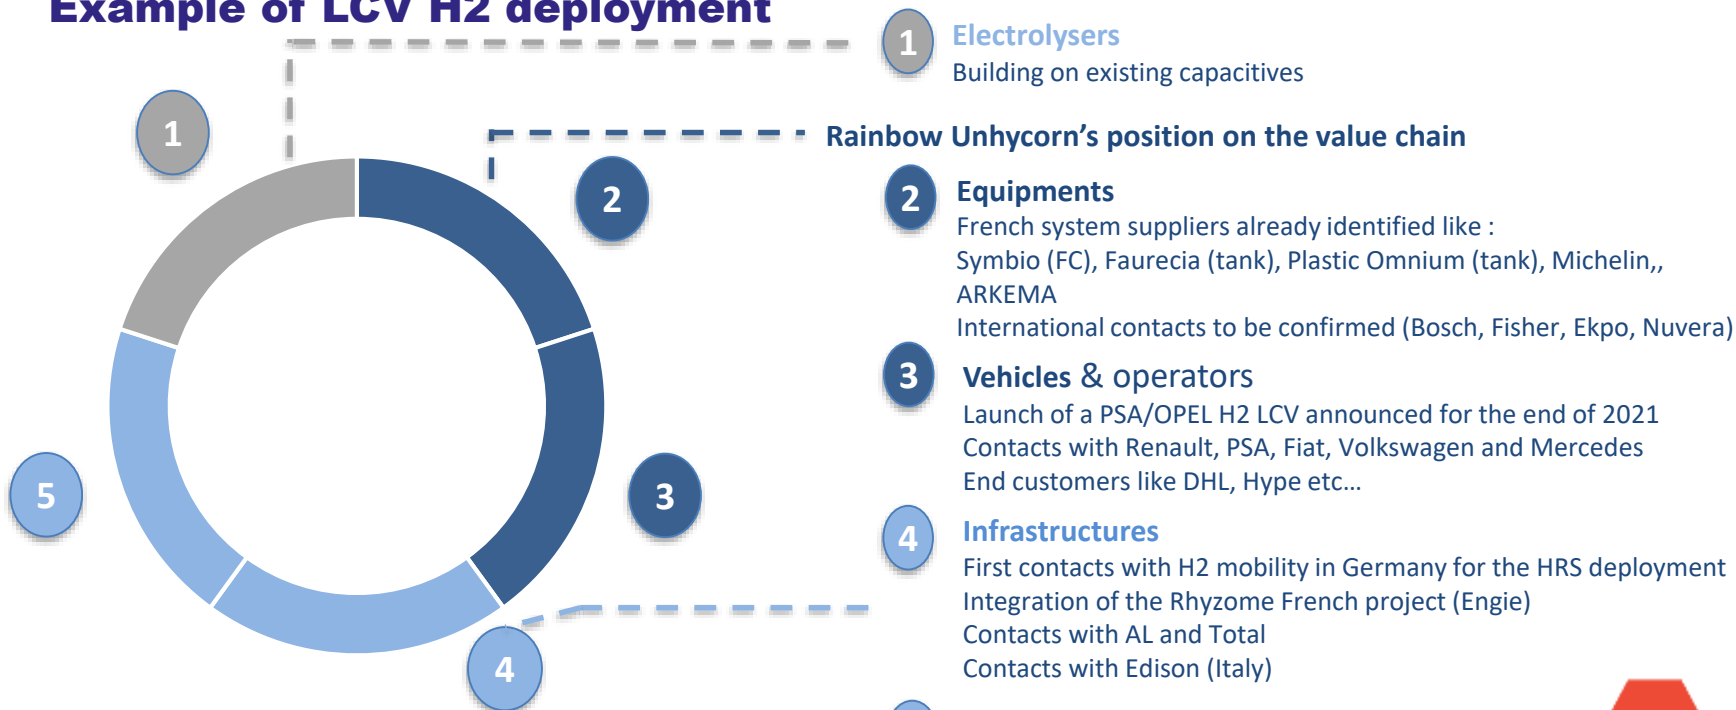 Example of LCV H2 deployment
1
Electrolysers
Building on existing capacitives
1
Rainbow Unhycorn's position on the value chain
2
2
Equipments
French system suppliers already identified like :
Symbio (FC), Faurecia (tank), Plastic Omnium (tank), Michelin,,
ARKEMA
International contacts to be confirmed (Bosch, Fisher, Ekpo, Nuvera)
3
Vehicles & operators
Launch of a PSA/OPEL H2 LCV announced for the end of 2021
Contacts with Renault, PSA, Fiat, Volkswagen and Mercedes
End customers like DHL, Hype etc...
5
3
4
Infrastructures
First contacts with H2 mobility in Germany for the HRS deployment
Integration of the Rhyzome French project (Engie)
Contacts with AL and Total
Contacts with Edison (Italy)
4